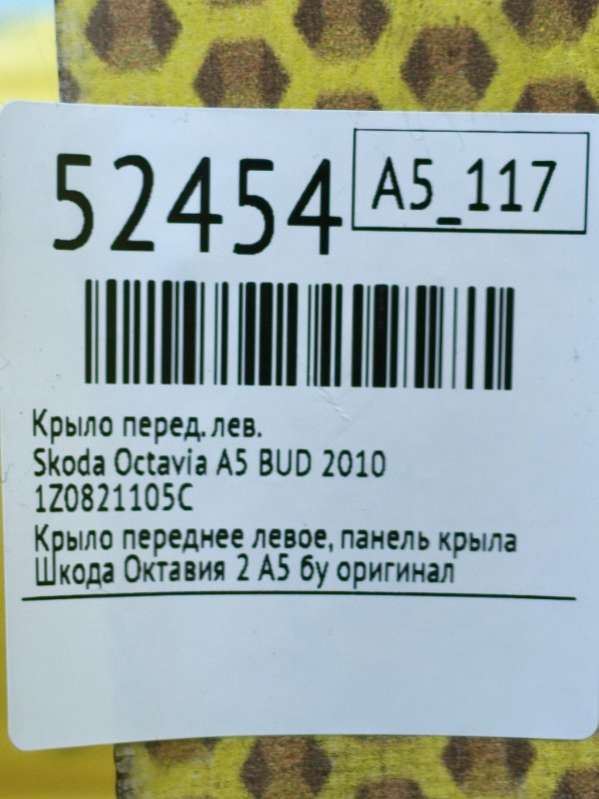 52454
A5_117
Крыло перед. лев.
Skoda Octavia A5 BUD 2010
1Z0821105C
Крыло переднее левое, панель крыла
Шкода Октавия 2 А5 бу оригинал